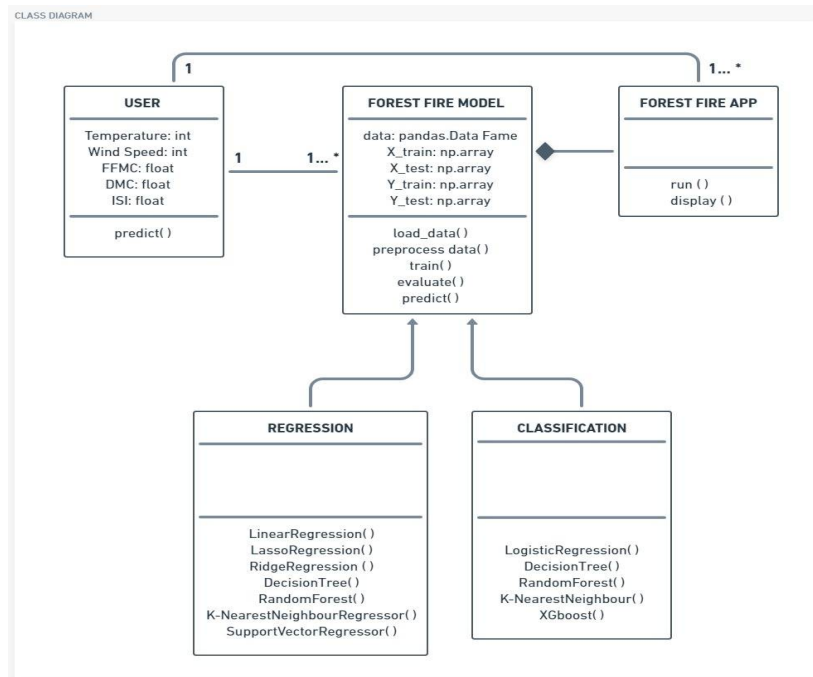 CLASS DIAGRAM
1
1... *
USER
Temperature: int
Wind Speed: int
FFMC: float
DMC: float
ISI: float
predict( )
1
1... *
FOREST FIRE MODEL
data: pandas.Data Fame
X_train: np.array
X_test: np.array
Y_train: np.array
Y_test: np.array
load_data( )
preprocess data( )
train( )
evaluate( )
predict( )
FOREST FIRE APP
run ( )
display ( )
REGRESSION
LinearRegression( )
LassoRegression( )
RidgeRegression ( )
DecisionTree( )
RandomForest( )
K-NearestNeighbourRegressor( )
SupportVectorRegressor( )
CLASSIFICATION
LogisticRegression( )
DecisionTree( )
RandomForest( )
K-NearestNeighbour( )
XGboost( )